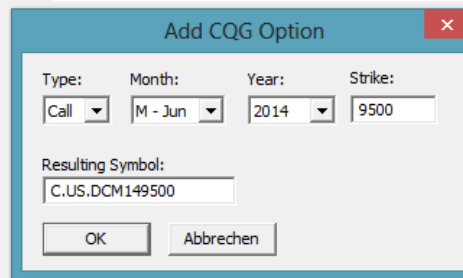 Add CQG Option
Type: Month: Year: Strike:
Call M - Jun 2014 9500
Resulting Symbol:
C.US.DCM149500
OK Abbrechen